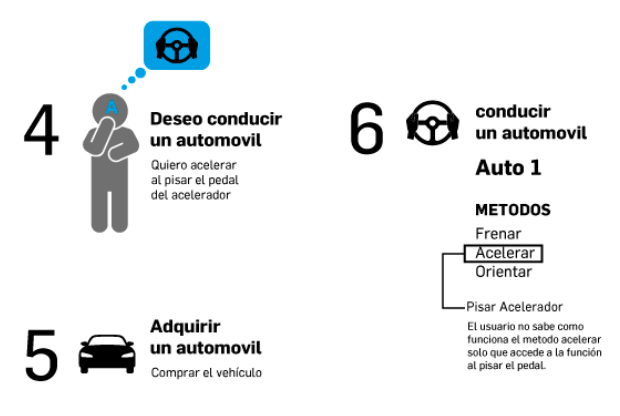 4
Deseo conducir
un automovil
Quiero acelerar
al pisar el pedal
del acelerador
5
Adquirir
un automovil
Comprar el vehículo
6
conducir
un automovil
Auto 1
METODOS
Frenar
Acelerar
Orientar
Pisar Acelerador
El usuario no sabe como
funciona el metodo acelerar
solo que accede a la función
al pisar el pedal.